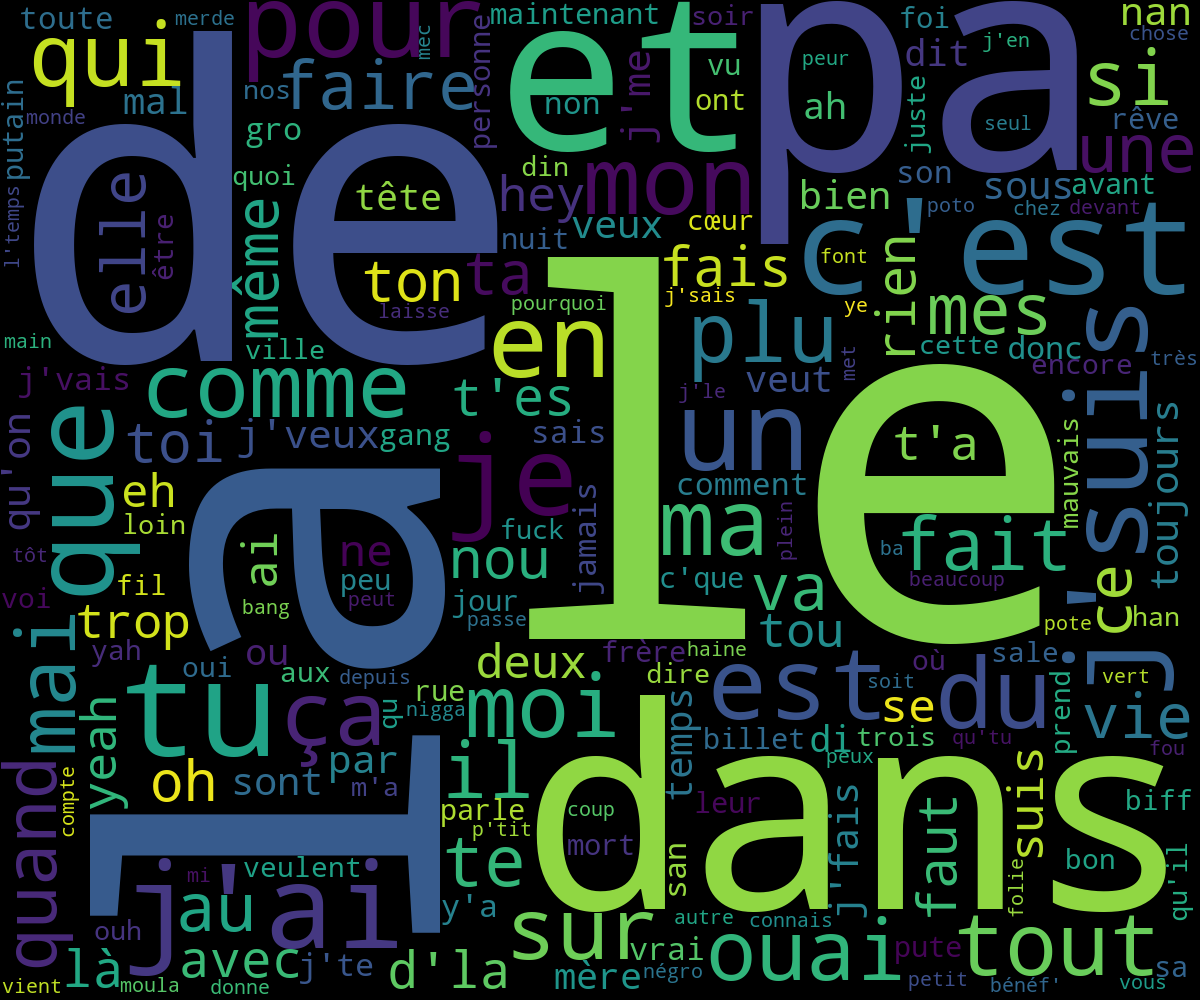 toute
merde
pour
mec
maintenant
soir
et
pa
foi
nan
qui
de
faire
personne
vu
peur
j'en
chose
mal
nos
non
j'me
ont
ah
dit
si
putain
monde
gro
juste
seul
rêve
une
elle
quoi
tête
din
hey
mon
bien
son
sous
avant
l'temps
être
même
nuit
veux
cœur
c'est
poto
chez
devant
ton
ta
fais
font
rien
mes
laisse
pourquoi
j'sais
ye
main
ville
en
le
plu
cette
donc
très
j'vais
comme
t'es
j'le
veut
met
encore
j'suis
qu'on
que
toi
j'veux
gang
sais
un
t'a
mauvais
toujours
eh
la
je
comment
loin
ai
ne
fuck
jamais
ma
plein
fait
tôt
fil
peu
nou
c'que
ba
beaucoup
ce
voi
trop
bang
peut
jour
passe
va
tou
pote
han
mai
yah
ou
frère
haine
oui
aux
depuis
deux
dire
est
où
sale
soit
du
vert
tu
ça
qu
rue
nigga
moi
temps
se
prend
vie
yeah
par
il
billet
di
trois
qu'tu
fou
quand
oh
sont
m'a
dans
peux
compte
parle
p'tit
coup
leur
j'fais
faut
suis
biff
j'ai
mi
veulent
te
mort
san
bon
folie
qu'il
au
y'a
sur
autre
connais
ouh
tout
là
avec
j'te
d'la
vrai
ouai
pute
vient
moula
donne
mère
négro
petit
bénéf'
vous
sa